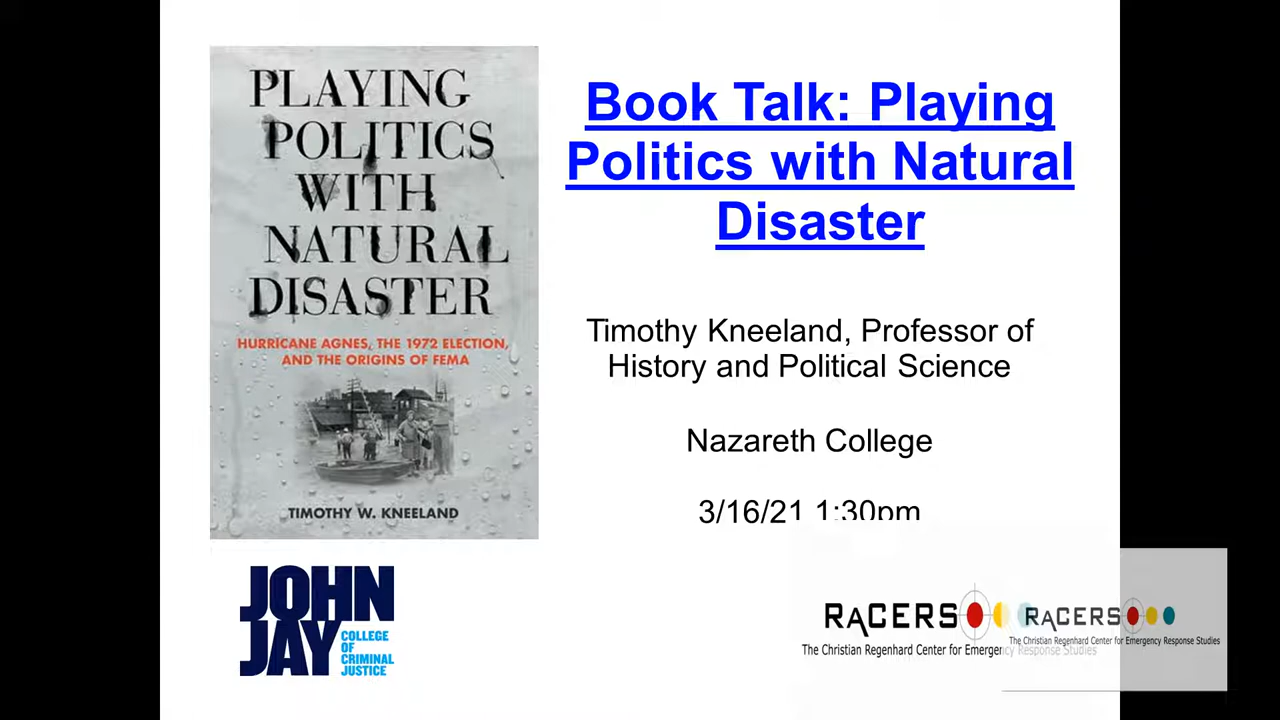 PLAYING
POLITICS
WITH
NATURAL
DISASTER
HURRICANE AGNES, THE 1972 ELECTION,
AND THE ORIGINS OF FEMA
TIMOTHY W. KNEELAND
Book Talk: Playing
Politics with Natural
Disaster
Timothy Kneeland, Professor of
History and Political Science
Nazareth College
3/16/21 1:30pm
JOHN
JAY
COLLEGE
OF
CRIMINAL
JUSTICE
RACERS
The Christian Regenhard Center for Emergency Response Studies
RACERS
The Christian Regenhard Center for Emergency Response Studies